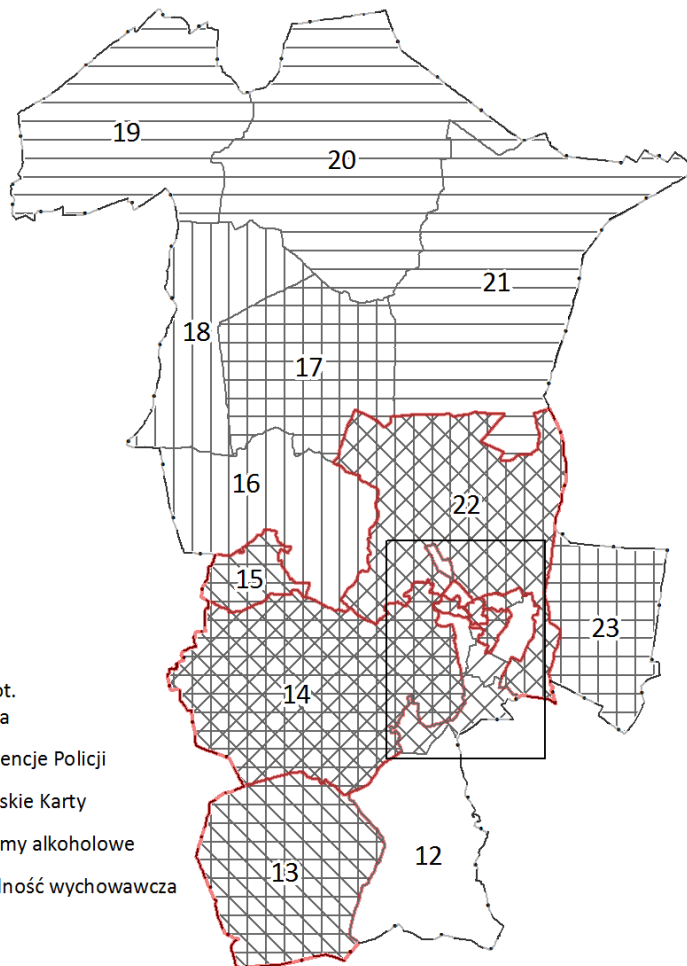 19
20
21
18
17
16
22
15
23
14
ot.
a
encje Policji
skie Karty
my alkoholowe
12
13
lność wychowawcza